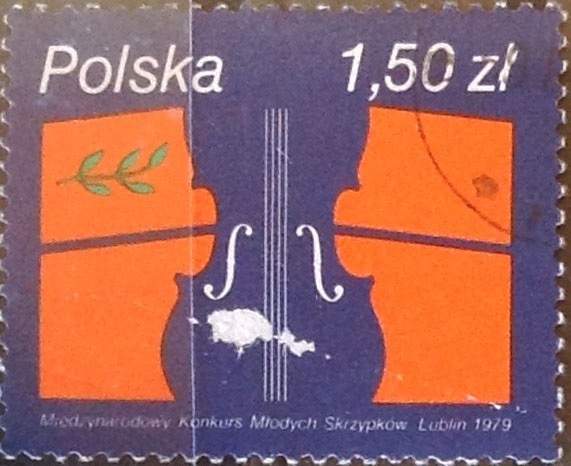 Polska 1,50 zł
Międzynarodowy Konkurs Młodych Skrzypków Lublin 1979